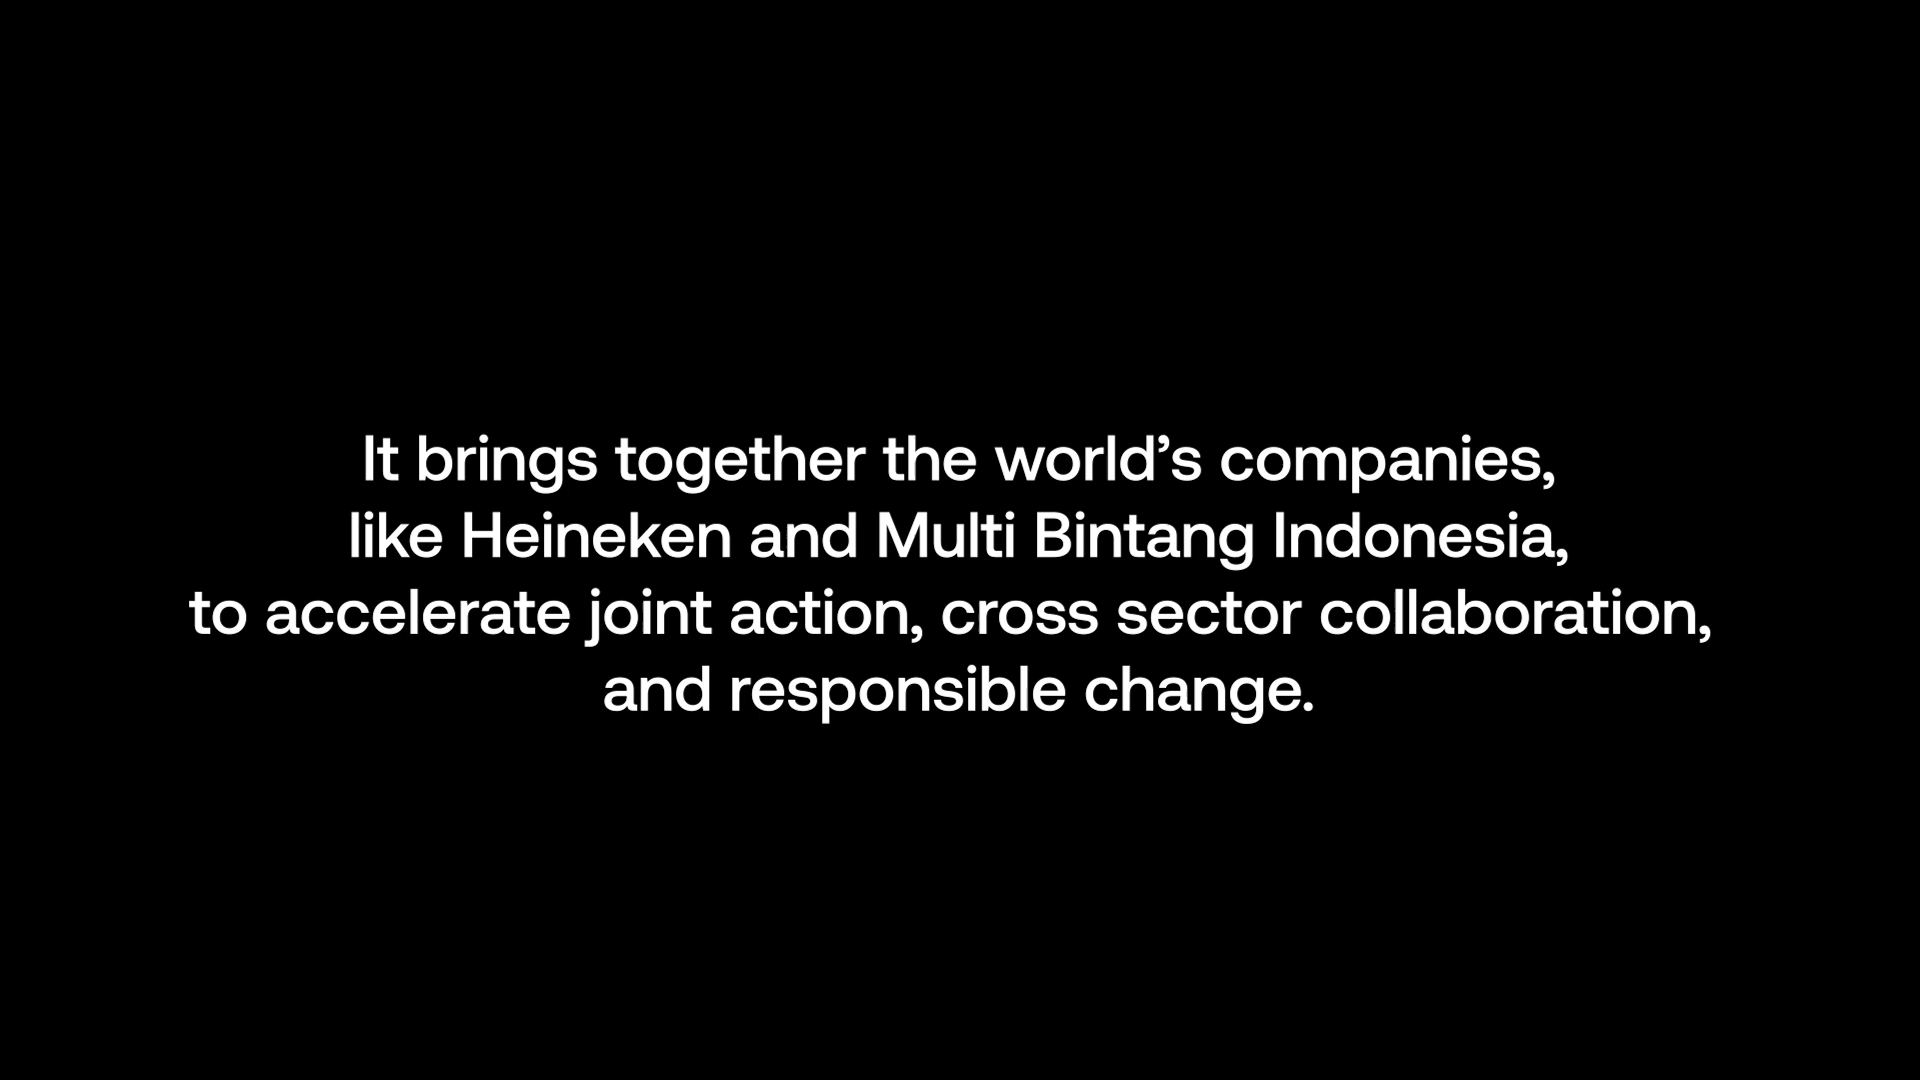 It brings together the world’s companies,
like Heineken and Multi Bintang Indonesia,
to accelerate joint action, cross sector collaboration,
and responsible change.